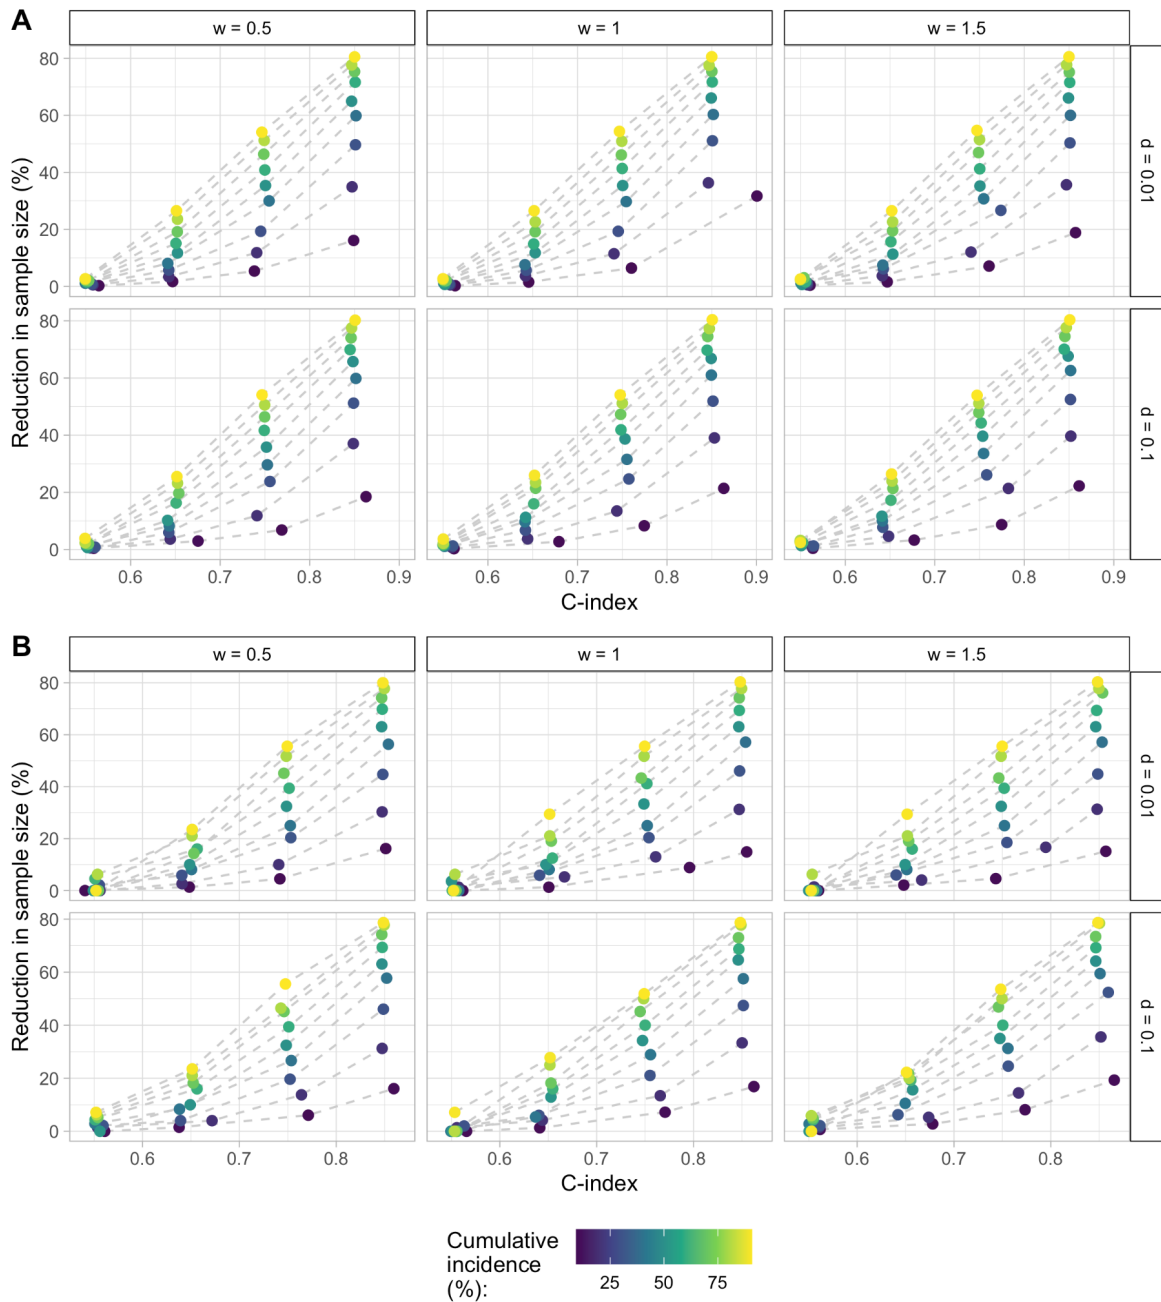 A
w = 0.5
w = 1
w = 1.5
Reduction in sample size (%)
80
60
40
20
0
d = 0.01
80
60
40
20
0
d = 0.1
0.6 0.7 0.8 0.9
0.6 0.7 0.8 0.9
0.6 0.7 0.8 0.9
C-index
B
w = 0.5
w = 1
w = 1.5
Reduction in sample size (%)
80
60
40
20
0
d = 0.01
80
60
40
20
0
d = 0.1
0.6 0.7 0.8
0.6 0.7 0.8
0.6 0.7 0.8
C-index
Cumulative
incidence
(%):
25 50 75